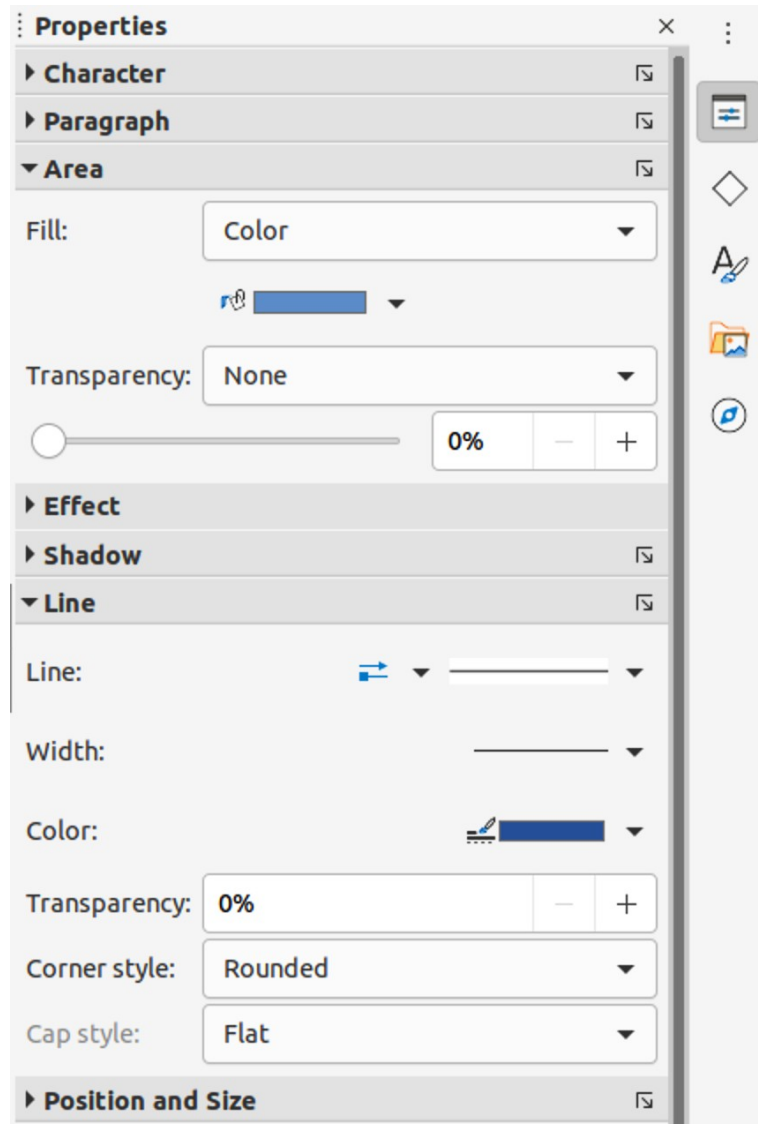 Properties
Character
Paragraph
Area
Fill: Color
Transparency: None
0%
Effect
Shadow
Line
Line:
Width:
Color:
Transparency: 0%
Corner style: Rounded
Cap style: Flat
Position and Size